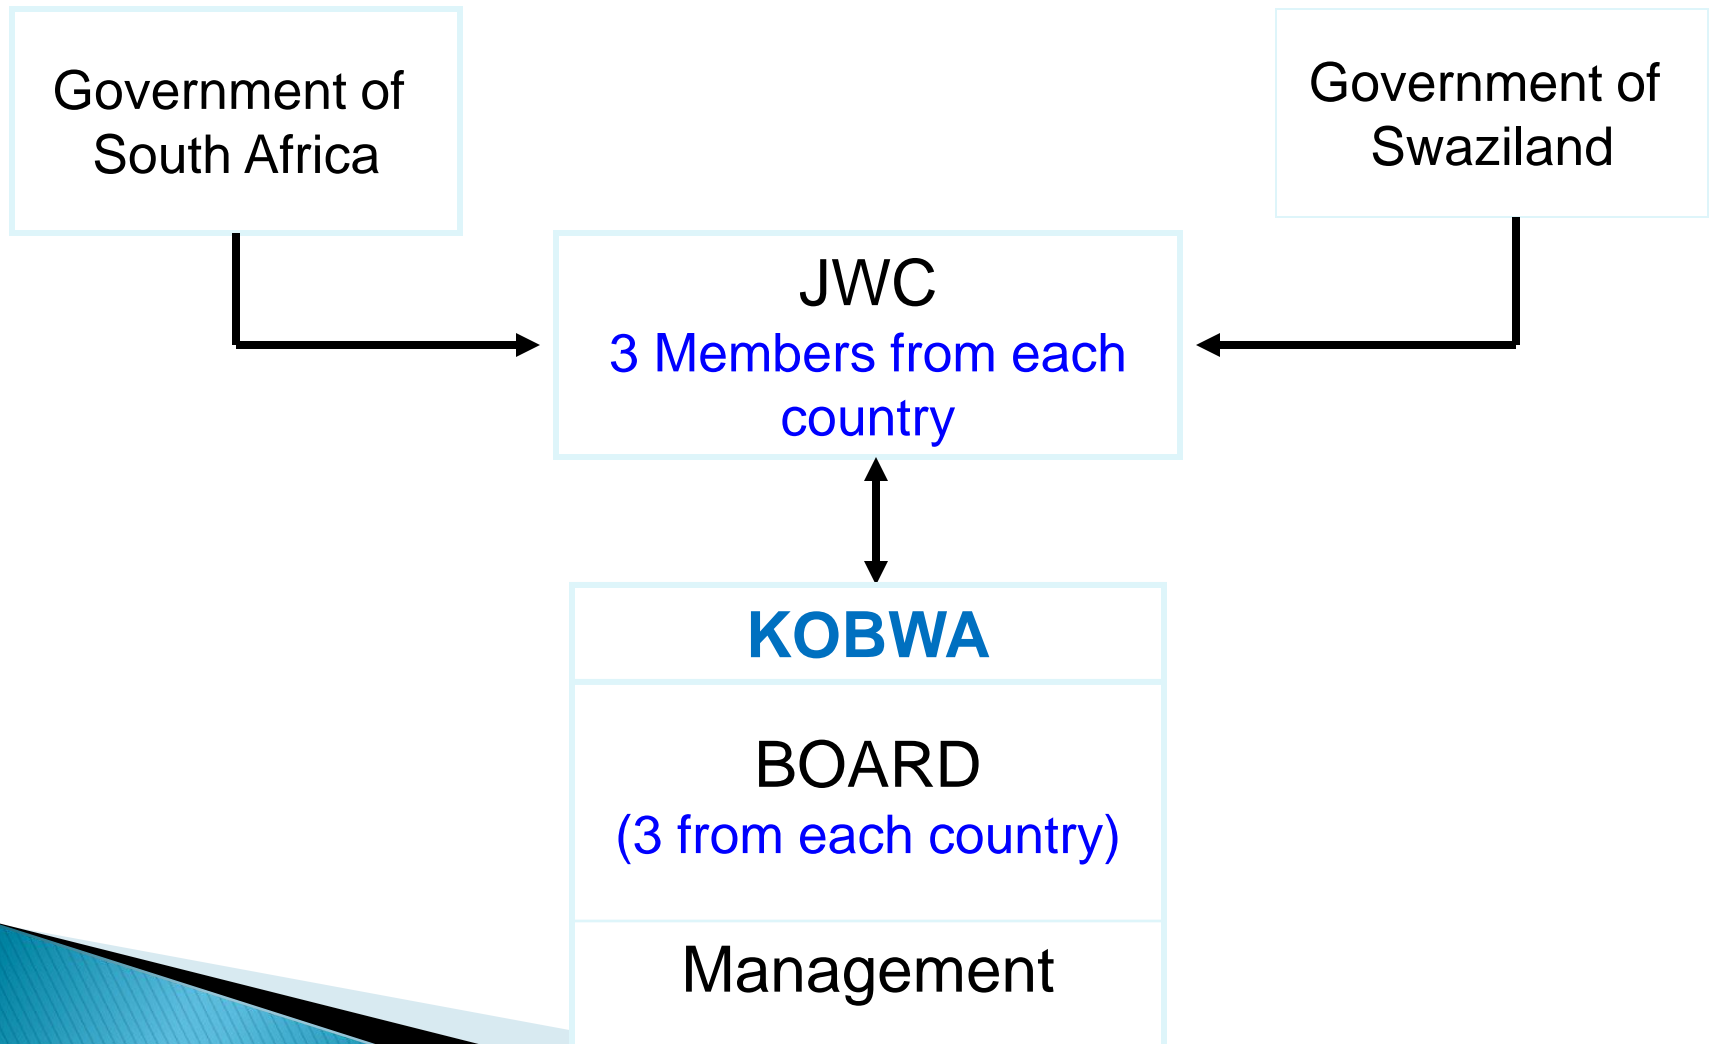 Government of
South Africa
Government of
Swaziland
JWC
3 Members from each
country
KOBWA
BOARD
(3 from each country)
Management